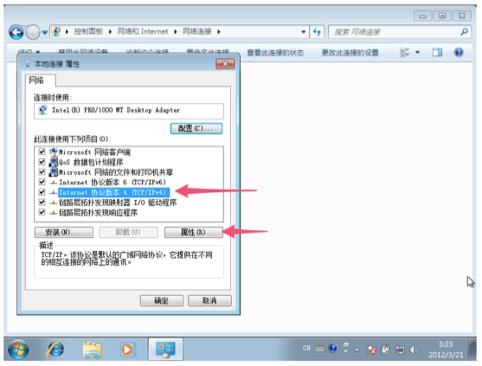 控制面板 ▸ 网络和 Internet ▸ 网络连接 ▸
搜索 网络连接
组织 ▾ 禁用此网络设备 诊断这个连接 重命名此连接 查看此连接的状态 更改此连接的设置
本地连接 属性
网络
连接时使用:
Intel(R) PRO/1000 MT Desktop Adapter
配置(C)...
此连接使用下列项目(O):
Microsoft 网络客户端
QoS 数据包计划程序
Microsoft 网络的文件和打印机共享
Internet 协议版本 6 (TCP/IPv6)
Internet 协议版本 4 (TCP/IPv4)
链路层拓扑发现映射器 I/O 驱动程序
链路层拓扑发现响应程序
安装(N)... 卸载(U) 属性(R)
描述
TCP/IP。该协议是默认的广域网络协议，它提供在不同
的相互连接的网络上的通讯。
确定 取消
CH
3:23
2012/3/21